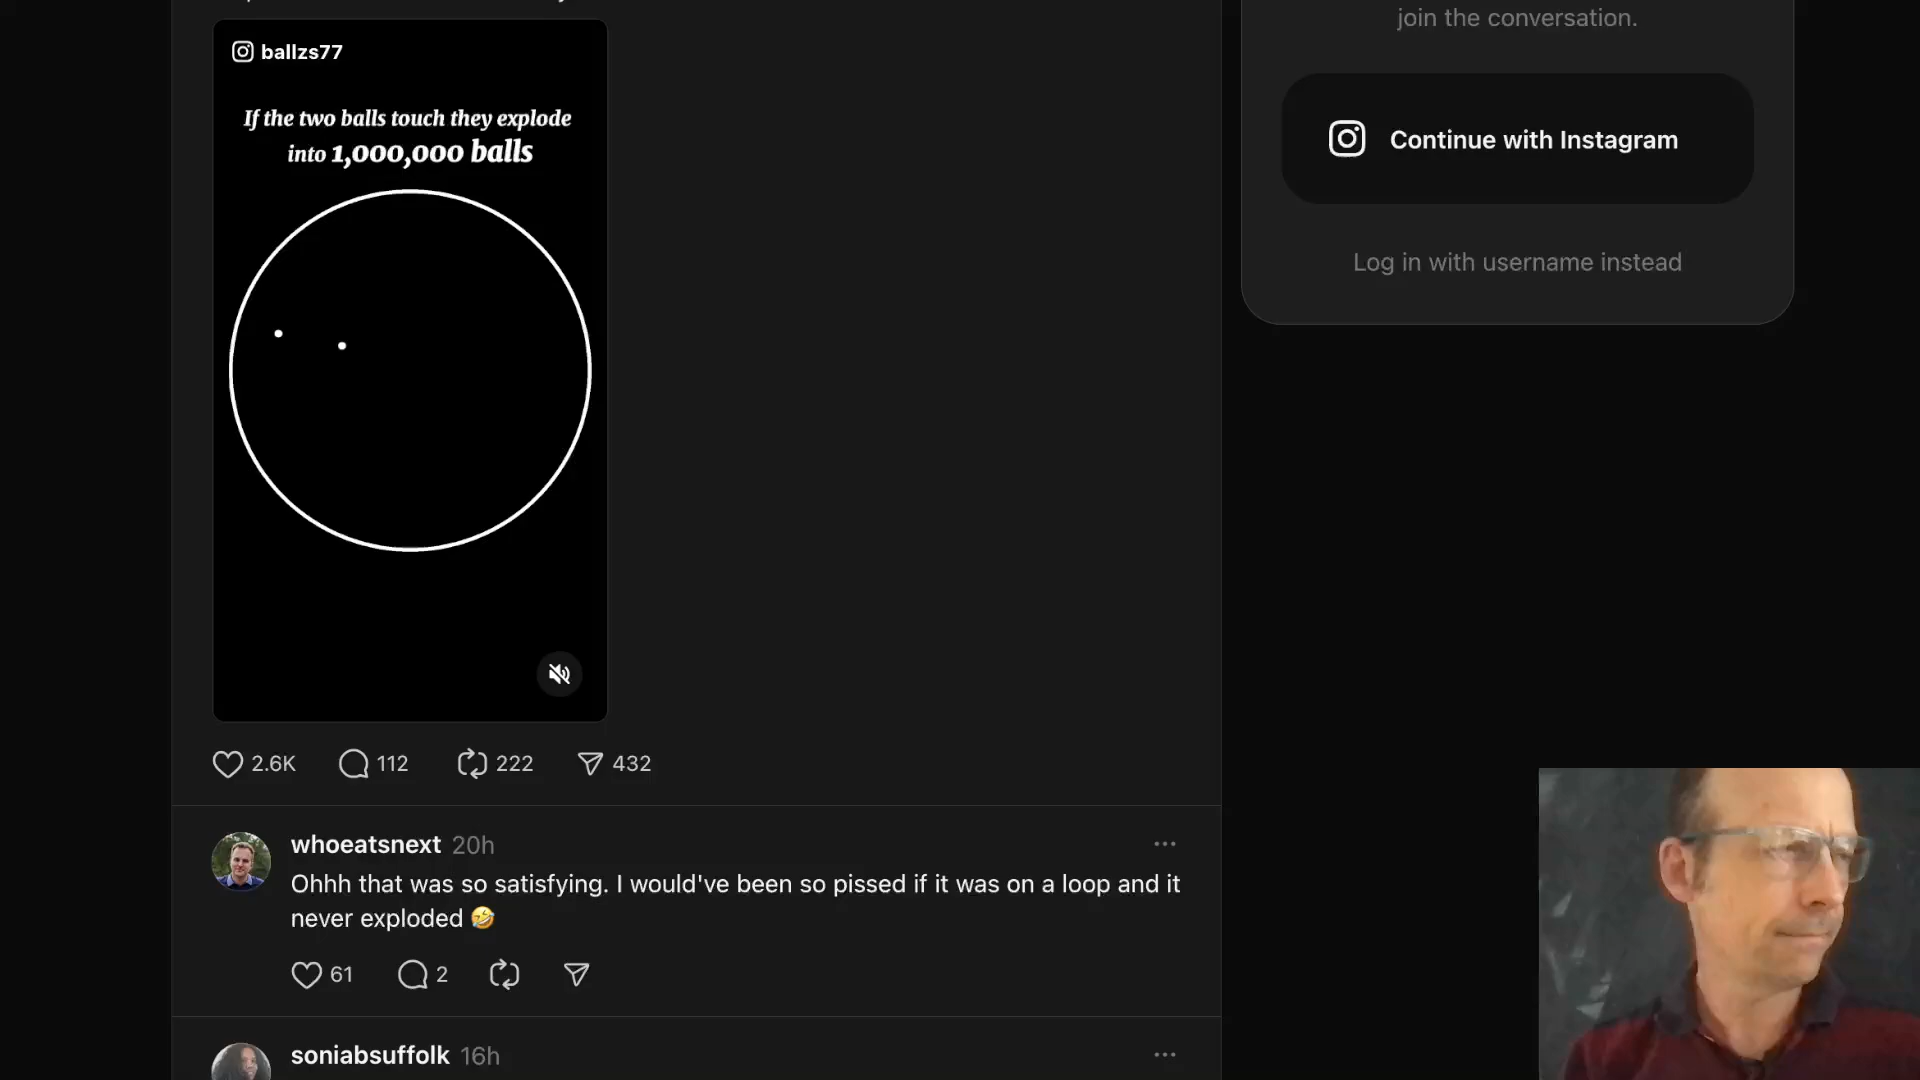 join the conversation.
ballzs77
If the two balls touch they explode
into 1,000,000 balls
Continue with Instagram
Log in with username instead
2.6K
112
222
432
whoeatsnext 20h
Ohhh that was so satisfying. I would've been so pissed if it was on a loop and it
never exploded 🤣
61
2
soniabsuffolk 16h